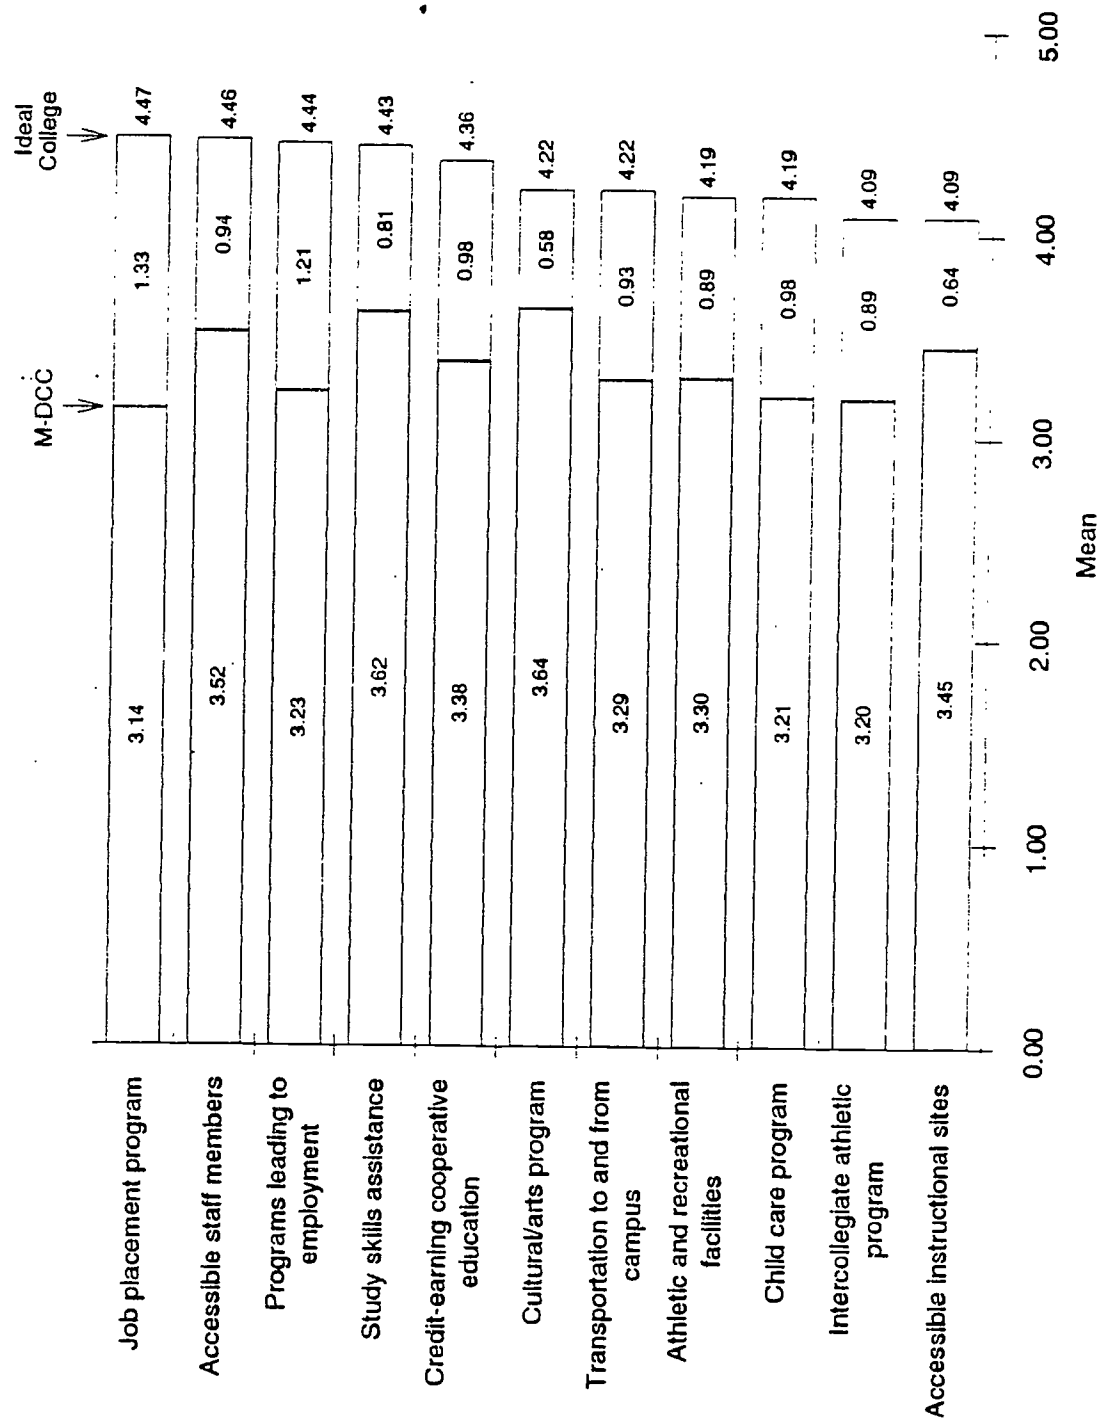 Ideal
College
M-DCC
Job placement program
3.14
1.33
4.47
Accessible staff members
3.52
0.94
4.46
Programs leading to
employment
3.23
1.21
4.44
Study skills assistance
3.62
0.81
4.43
Credit-earning cooperative
education
3.38
0.98
4.36
Cultural/arts program
3.64
0.58
4.22
Transportation to and from
campus
3.29
0.93
4.22
Athletic and recreational
facilities
3.30
0.89
4.19
Child care program
3.21
0.98
4.19
Intercollegiate athletic
program
3.20
0.89
4.09
Accessible instructional sites
3.45
0.64
4.09
0.00
1.00
2.00
3.00
4.00
5.00
Mean